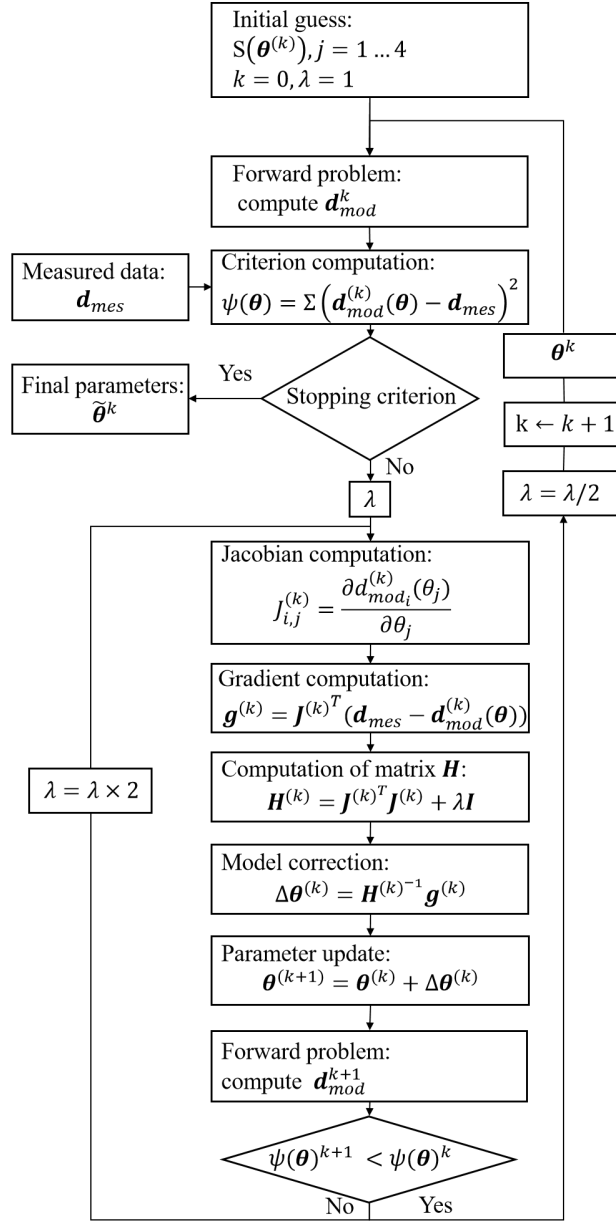 Initial guess:
S(𝜽^(k)), j = 1 … 4
k = 0, λ = 1
Forward problem:
compute 𝒅_mod^k
Measured data:
𝒅_mes
Criterion computation:
ψ(𝜽) = Σ (𝒅_mod^(k)(𝜽) − 𝒅_mes)^2
Final parameters:
𝜽̃^k
Yes
Stopping criterion
No
λ
𝜽^k
k ← k + 1
λ = λ/2
Jacobian computation:
J_i,j^(k) = ∂d_mod_i^(k)(θ_j) / ∂θ_j
Gradient computation:
𝒈^(k) = 𝑱^(k)^T (𝒅_mes − 𝒅_mod^(k)(𝜽))
λ = λ × 2
Computation of matrix 𝑯:
𝑯^(k) = 𝑱^(k)^T 𝑱^(k) + λ𝑰
Model correction:
Δ𝜽^(k) = 𝑯^(k)^−1 𝒈^(k)
Parameter update:
𝜽^(k+1) = 𝜽^(k) + Δ𝜽^(k)
Forward problem:
compute 𝒅_mod^k+1
ψ(𝜽)^k+1 < ψ(𝜽)^k
No
Yes